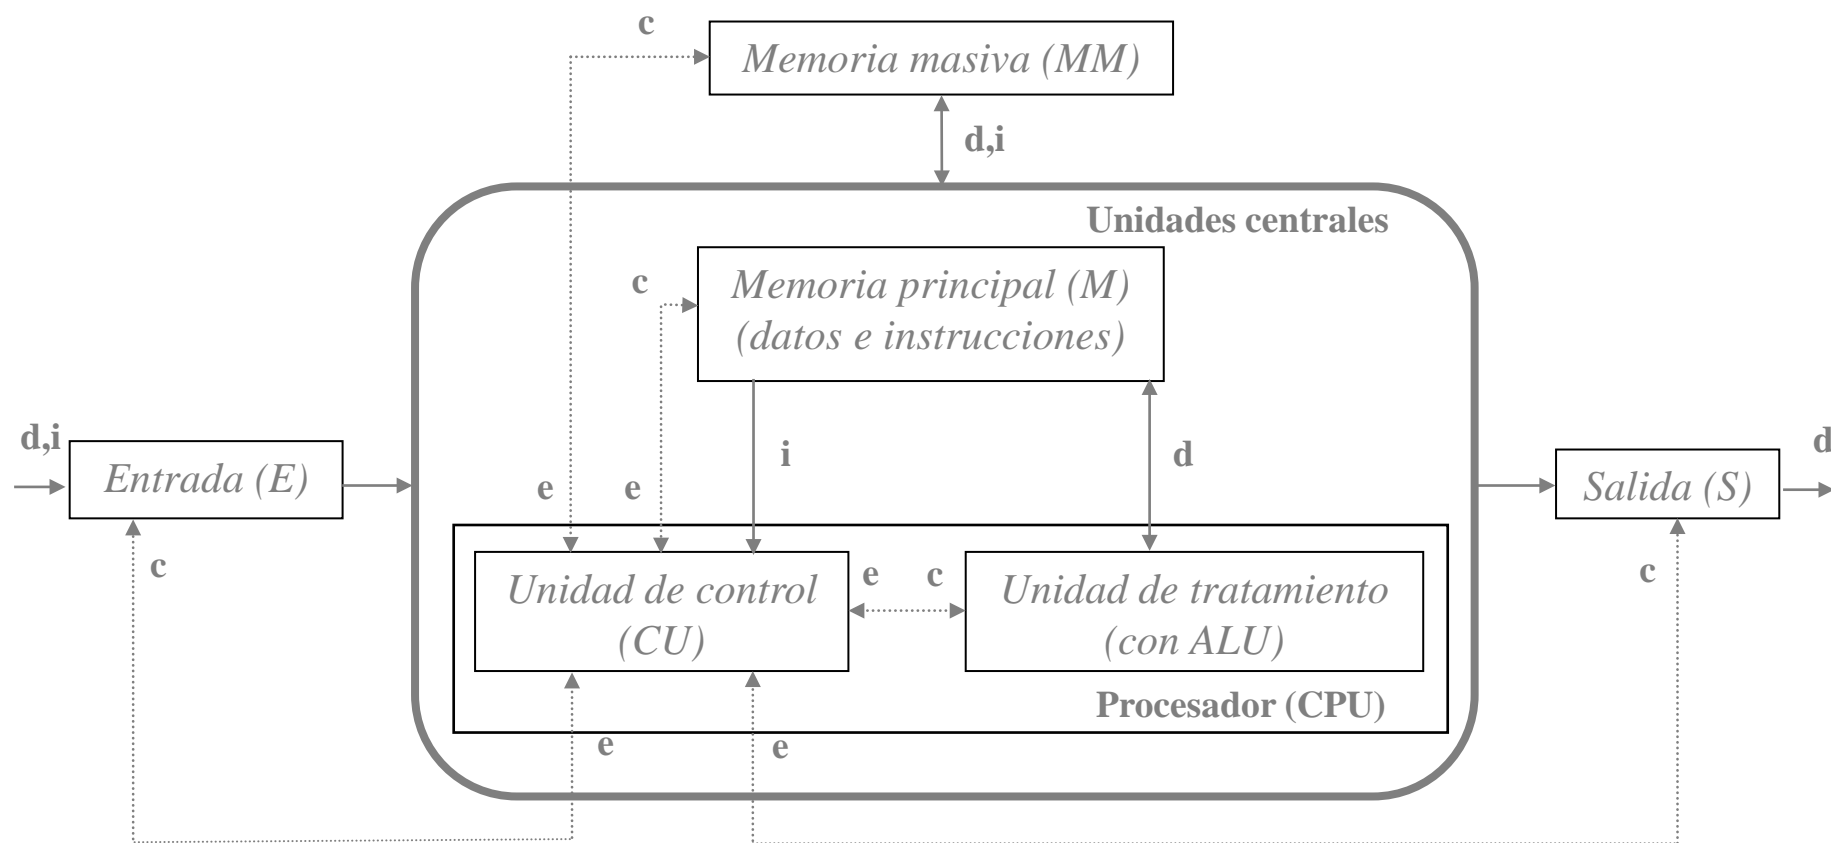 c
Memoria masiva (MM)
d,i
Unidades centrales
c
Memoria principal (M)
(datos e instrucciones)
d,i
Entrada (E)
e
e
i
d
Salida (S)
d
c
Unidad de control
(CU)
e
c
Unidad de tratamiento
(con ALU)
c
Procesador (CPU)
e
e